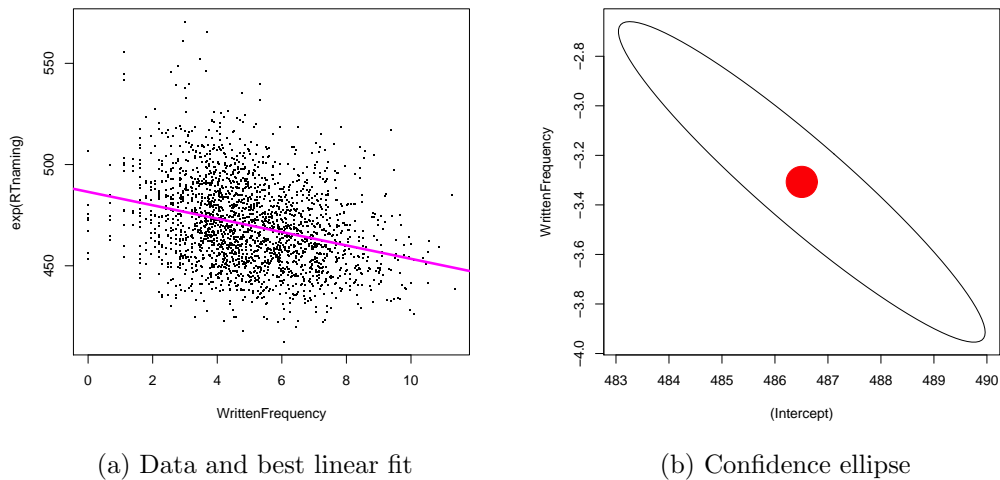 exp(RTnaming)
550
500
450
0 2 4 6 8 10
WrittenFrequency
(a) Data and best linear fit
WrittenFrequency
−2.8
−3.0
−3.2
−3.4
−3.6
−3.8
−4.0
483 484 485 486 487 488 489 490
(Intercept)
(b) Confidence ellipse